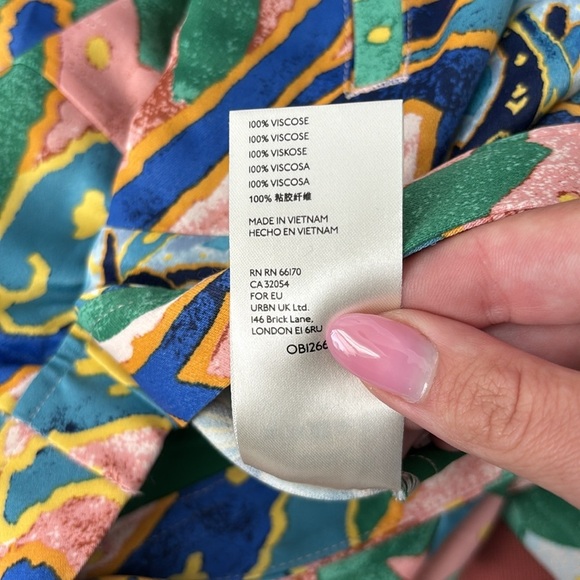 100% VISCOSE
100% VISCOSE
100% VISKOSE
100% VISCOSA
100% VISCOSA
100% 粘胶纤维
MADE IN VIETNAM
HECHO EN VIETNAM
RN RN 66170
CA 32054
FOR EU
URBN UK Ltd.
146 Brick Lane,
LONDON E1 6RU